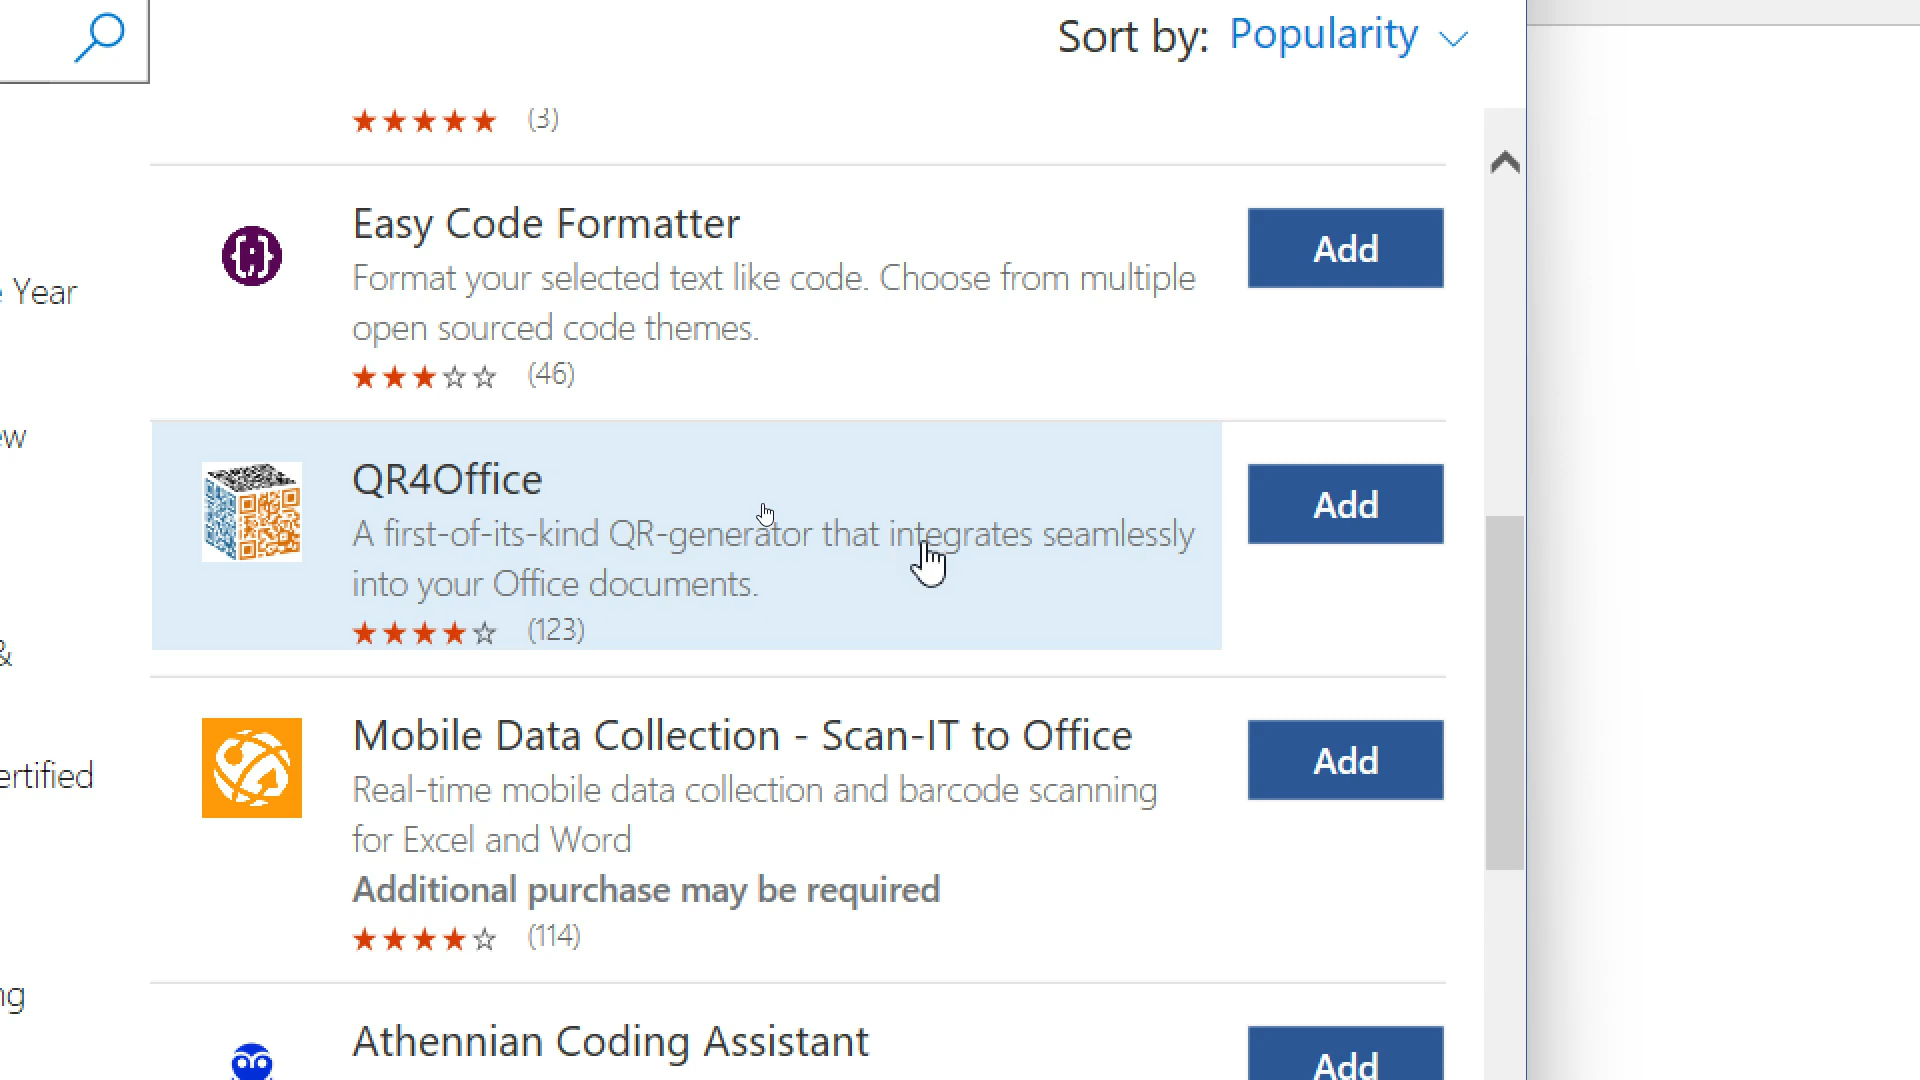 Sort by: Popularity
(3)
Easy Code Formatter
Format your selected text like code. Choose from multiple
open sourced code themes.
(46)
Add
Year
QR4Office
A first-of-its-kind QR-generator that integrates seamlessly
into your Office documents.
(123)
Add
ew
&
Mobile Data Collection - Scan-IT to Office
Real-time mobile data collection and barcode scanning
for Excel and Word
Additional purchase may be required
(114)
Add
ertified
ng
Athennian Coding Assistant
Add